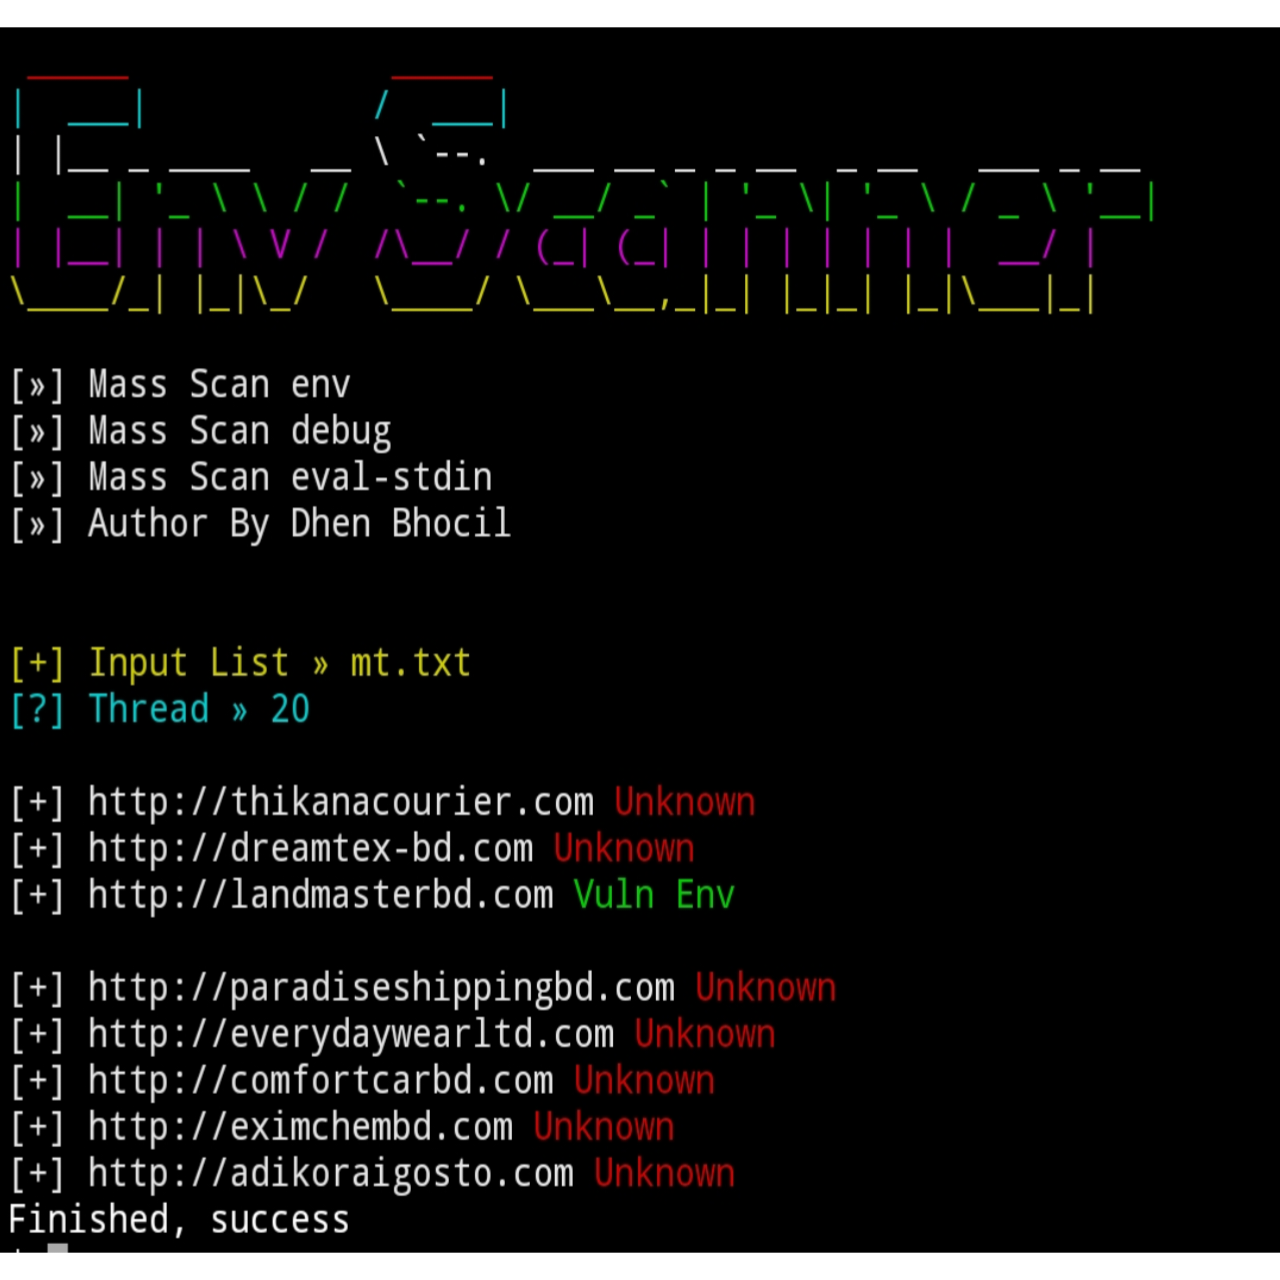 EnvScanner
[»] Mass Scan env
[»] Mass Scan debug
[»] Mass Scan eval-stdin
[»] Author By Dhen Bhocil
[+] Input List » mt.txt
[?] Thread » 20
[+] http://thikanacourier.com Unknown
[+] http://dreamtex-bd.com Unknown
[+] http://landmasterbd.com Vuln Env
[+] http://paradiseshippingbd.com Unknown
[+] http://everydaywearltd.com Unknown
[+] http://comfortcarbd.com Unknown
[+] http://eximchembd.com Unknown
[+] http://adikoraigosto.com Unknown
Finished, success